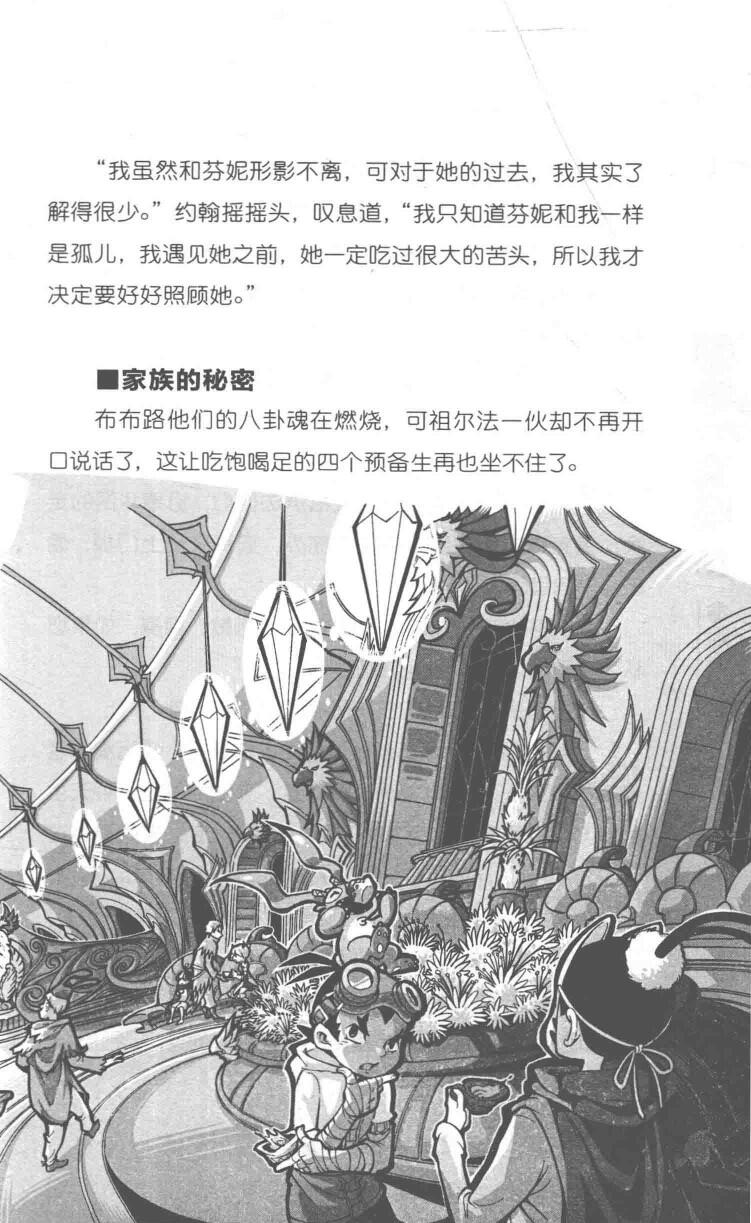 “我虽然和芬妮形影不离，可对于她的过去，我其实了
解得很少。”约翰摇摇头，叹息道，“我只知道芬妮和我一样
是孤儿，我遇见她之前，她一定吃过很大的苦头，所以我才
决定要好好照顾她。”
■家族的秘密
布布路他们的八卦魂在燃烧，可祖尔法一伙却不再开
口说话了，这让吃饱喝足的四个预备生再也坐不住了。